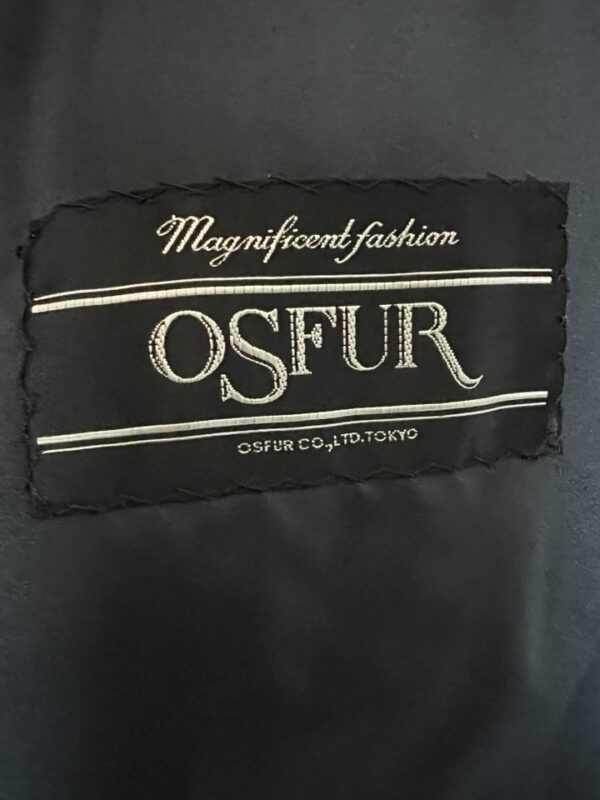 Magnificent fashion
OSFUR
OSFUR CO.,LTD.TOKYO